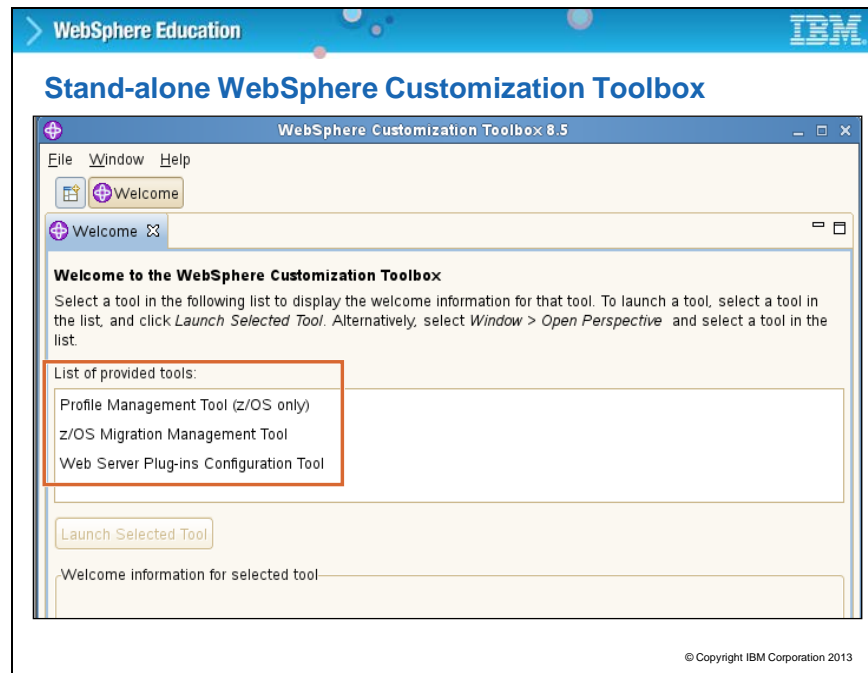 WebSphere Education
IBM
Stand-alone WebSphere Customization Toolbox
WebSphere Customization Toolbox 8.5
File Window Help
Welcome
Welcome
Welcome to the WebSphere Customization Toolbox
Select a tool in the following list to display the welcome information for that tool. To launch a tool, select a tool in
the list, and click Launch Selected Tool. Alternatively, select Window > Open Perspective and select a tool in the
list.
List of provided tools:
Profile Management Tool (z/OS only)
z/OS Migration Management Tool
Web Server Plug-ins Configuration Tool
Launch Selected Tool
Welcome information for selected tool
© Copyright IBM Corporation 2013